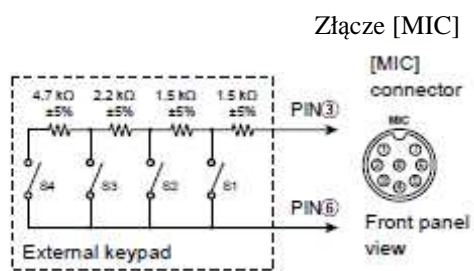 Złącze [MIC]
[MIC]
connector
4.7 kΩ 2.2 kΩ 1.5 kΩ 1.5 kΩ
±5% ±5% ±5% ±5%
PIN③
MIC
S4 S3 S2 S1
PIN⑥
Front panel
view
External keypad